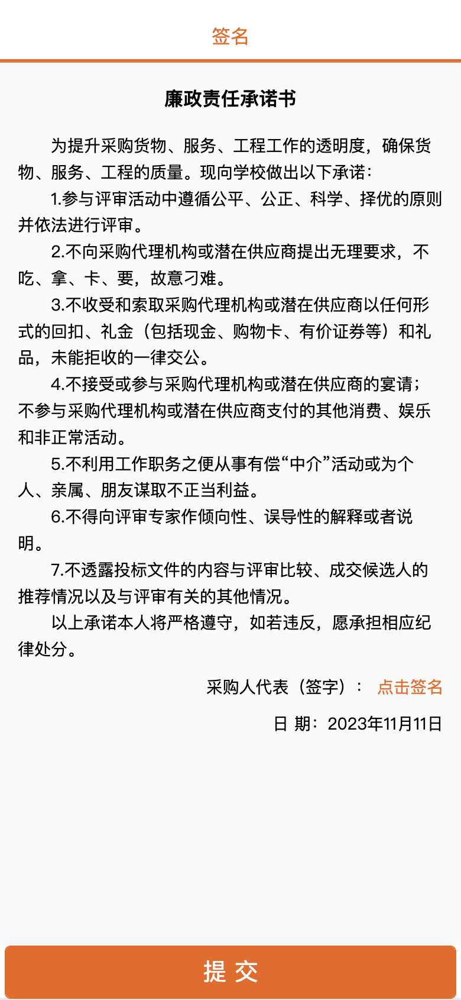 签名
廉政责任承诺书
为提升采购货物、服务、工程工作的透明度，确保货
物、服务、工程的质量。现向学校做出以下承诺：
1.参与评审活动中遵循公平、公正、科学、择优的原则
并依法进行评审。
2.不向采购代理机构或潜在供应商提出无理要求，不
吃、拿、卡、要，故意刁难。
3.不收受和索取采购代理机构或潜在供应商以任何形
式的回扣、礼金（包括现金、购物卡、有价证券等）和礼
品，未能拒收的一律交公。
4.不接受或参与采购代理机构或潜在供应商的宴请；
不参与采购代理机构或潜在供应商支付的其他消费、娱乐
和非正常活动。
5.不利用工作职务之便从事有偿“中介”活动或为个
人、亲属、朋友谋取不正当利益。
6.不得向评审专家作倾向性、误导性的解释或者说
明。
7.不透露投标文件的内容与评审比较、成交候选人的
推荐情况以及与评审有关的其他情况。
以上承诺本人将严格遵守，如若违反，愿承担相应纪
律处分。
采购人代表（签字）： 点击签名
日 期：2023年11月11日
提 交